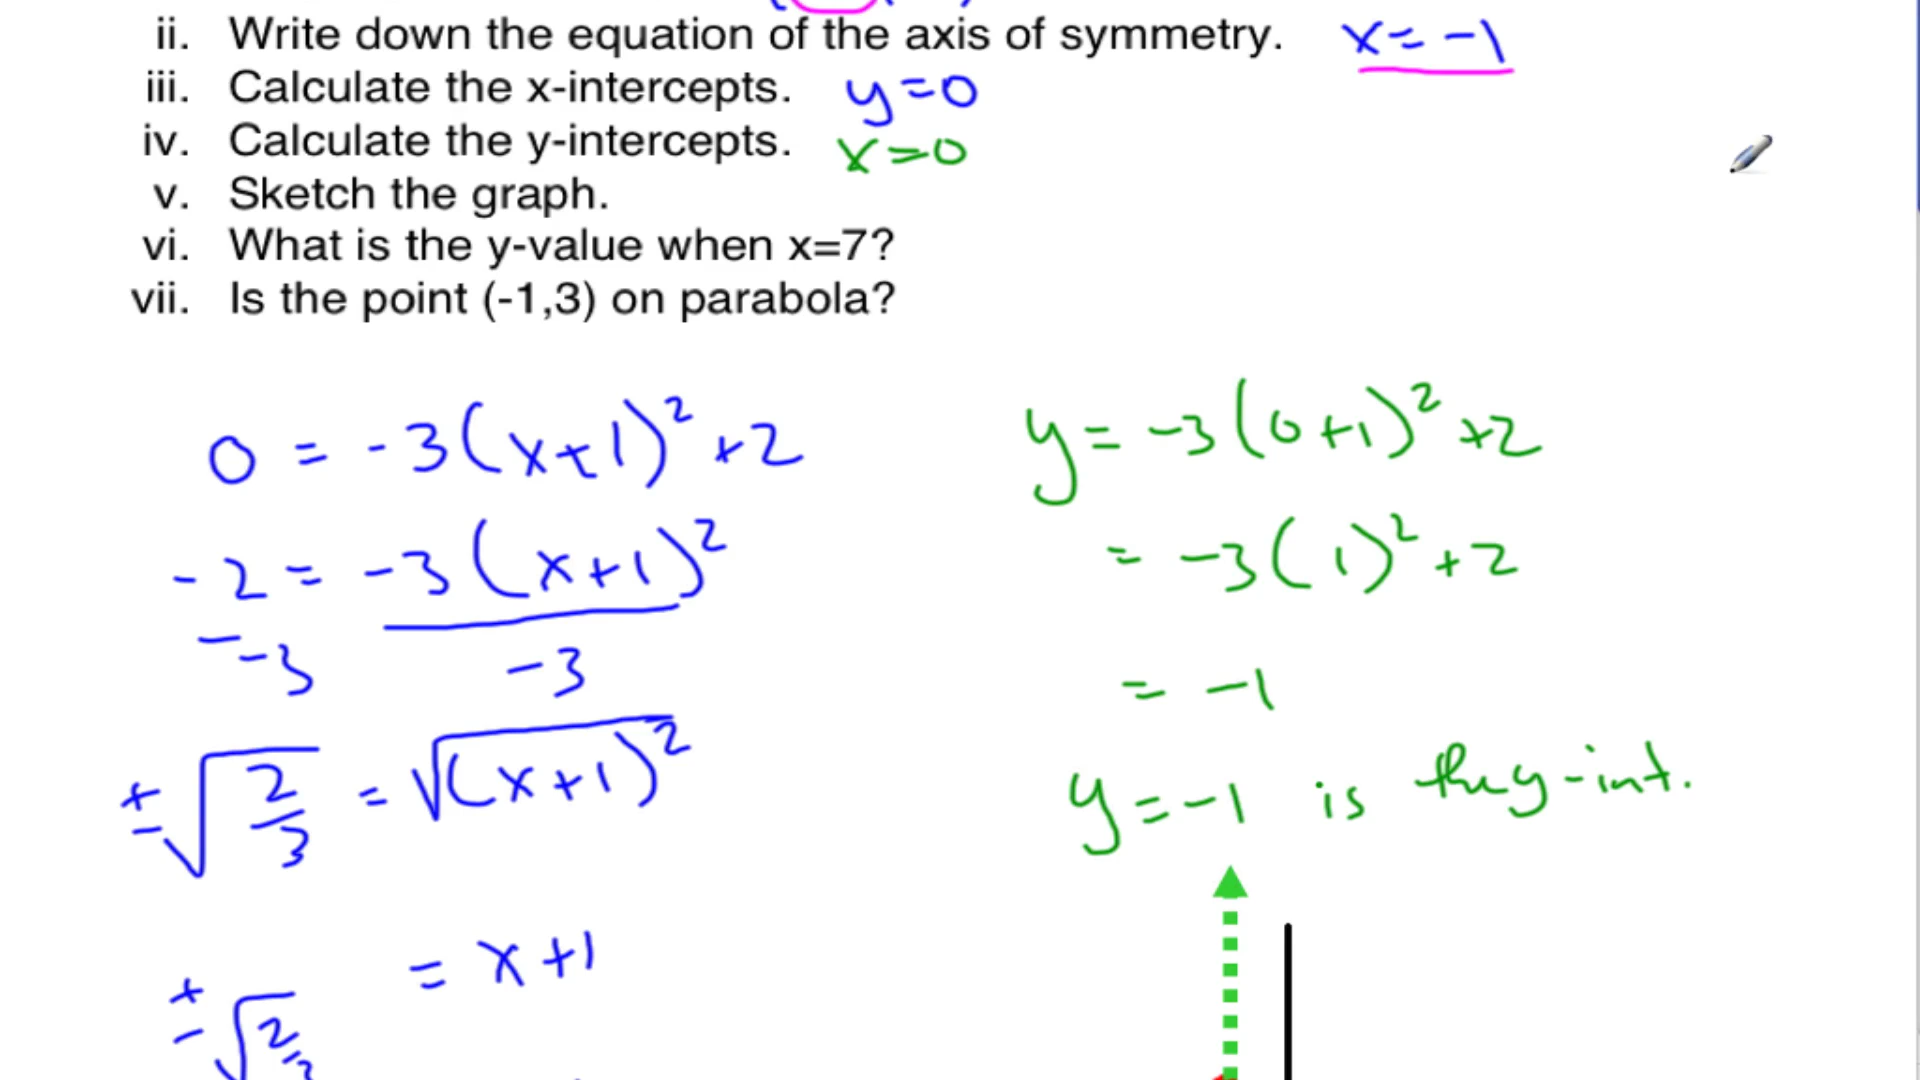 ii. Write down the equation of the axis of symmetry. x = -1
iii. Calculate the x-intercepts. y=0
iv. Calculate the y-intercepts. x=0
v. Sketch the graph.
vi. What is the y-value when x=7?
vii. Is the point (-1,3) on parabola?
0 = -3(x+1)² +2
-2 = -3(x+1)²
-3 -3
±√2/3 = √(x+1)²
±√2/3 = x+1
y = -3(0+1)² +2
= -3(1)² +2
= -1
y = -1 is the y-int.